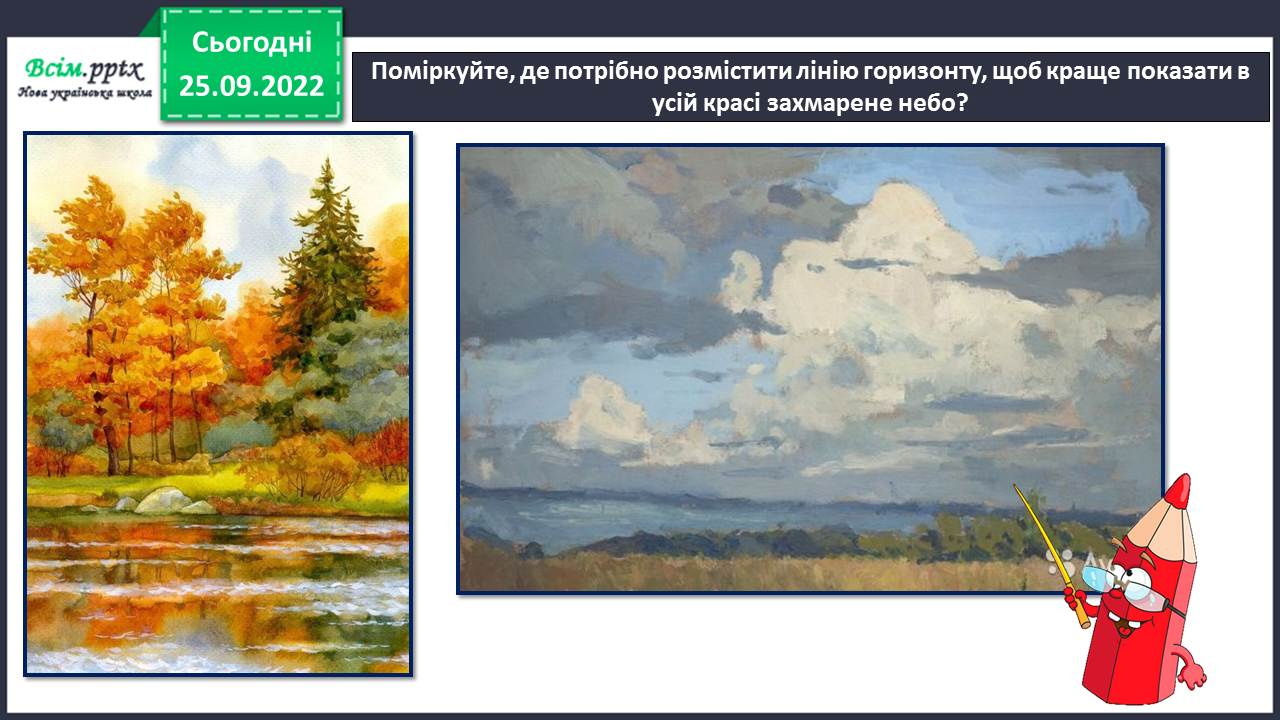 Сьогодні
25.09.2022
Всім.pptx
Нова українська школа
Поміркуйте, де потрібно розмістити лінію горизонту, щоб краще показати в
усій красі захмарене небо?